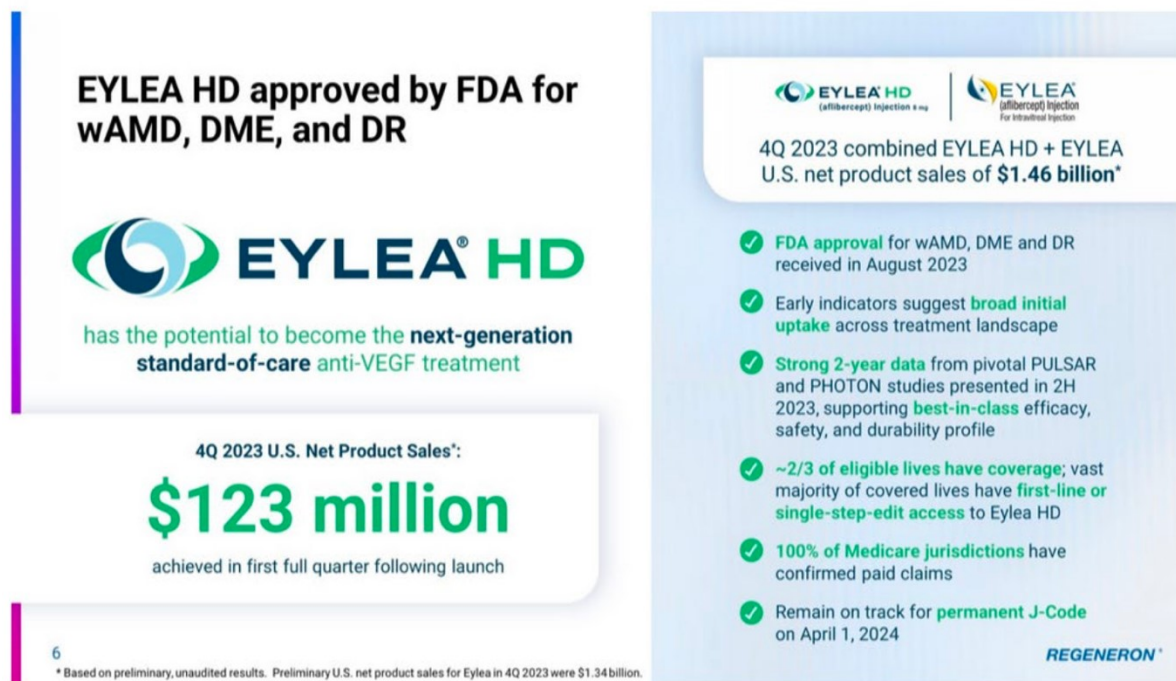 EYLEA HD approved by FDA for
wAMD, DME, and DR
EYLEA® HD
has the potential to become the next-generation
standard-of-care anti-VEGF treatment
4Q 2023 U.S. Net Product Sales*:
$123 million
achieved in first full quarter following launch
6
* Based on preliminary, unaudited results. Preliminary U.S. net product sales for Eylea in 4Q 2023 were $1.34 billion.
EYLEA HD
(aflibercept) Injection 8 mg
EYLEA
(aflibercept) Injection
For Intravitreal Injection
4Q 2023 combined EYLEA HD + EYLEA
U.S. net product sales of $1.46 billion*
FDA approval for wAMD, DME and DR
received in August 2023
Early indicators suggest broad initial
uptake across treatment landscape
Strong 2-year data from pivotal PULSAR
and PHOTON studies presented in 2H
2023, supporting best-in-class efficacy,
safety, and durability profile
~2/3 of eligible lives have coverage; vast
majority of covered lives have first-line or
single-step-edit access to Eylea HD
100% of Medicare jurisdictions have
confirmed paid claims
Remain on track for permanent J-Code
on April 1, 2024
REGENERON